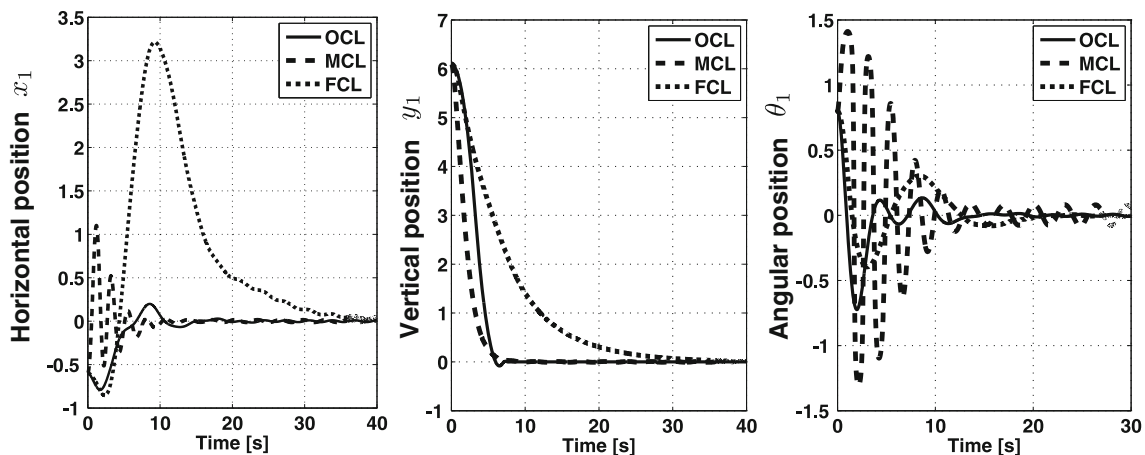 Horizontal position x₁
3.5
3
2.5
2
1.5
1
0.5
0
-0.5
-1
0 10 20 30 40
Time [s]
OCL
MCL
FCL
Vertical position y₁
7
6
5
4
3
2
1
0
-1
0 10 20 30 40
Time [s]
OCL
MCL
FCL
Angular position θ₁
1.5
1
0.5
0
-0.5
-1
-1.5
0 10 20 30
Time [s]
OCL
MCL
FCL